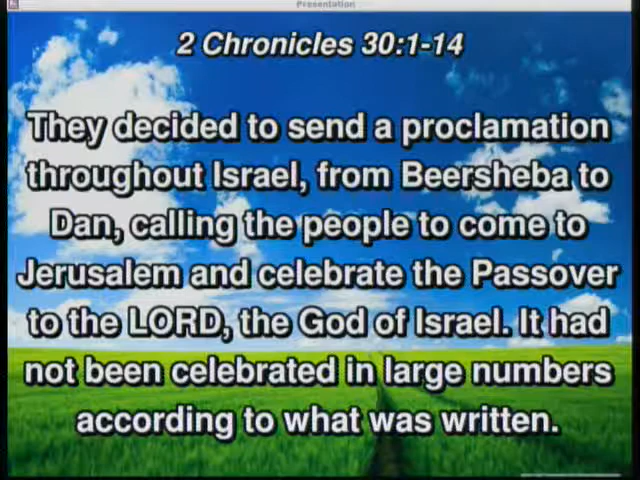 Presentation
2 Chronicles 30:1-14
They decided to send a proclamation
throughout Israel, from Beersheba to
Dan, calling the people to come to
Jerusalem and celebrate the Passover
to the LORD, the God of Israel. It had
not been celebrated in large numbers
according to what was written.